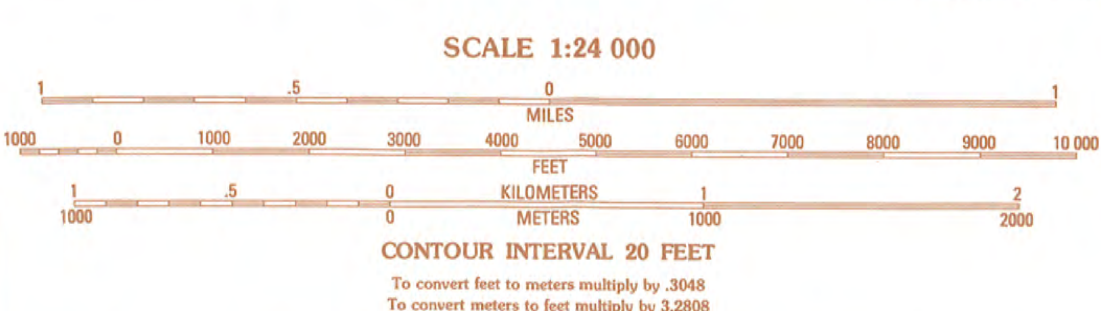 SCALE 1:24 000
1 .5 0 1
MILES
1000 0 1000 2000 3000 4000 5000 6000 7000 8000 9000 10 000
FEET
1 .5 0 KILOMETERS 1 2
1000 0 METERS 1000 2000
CONTOUR INTERVAL 20 FEET
To convert feet to meters multiply by .3048
To convert meters to feet multiply by 3.2808